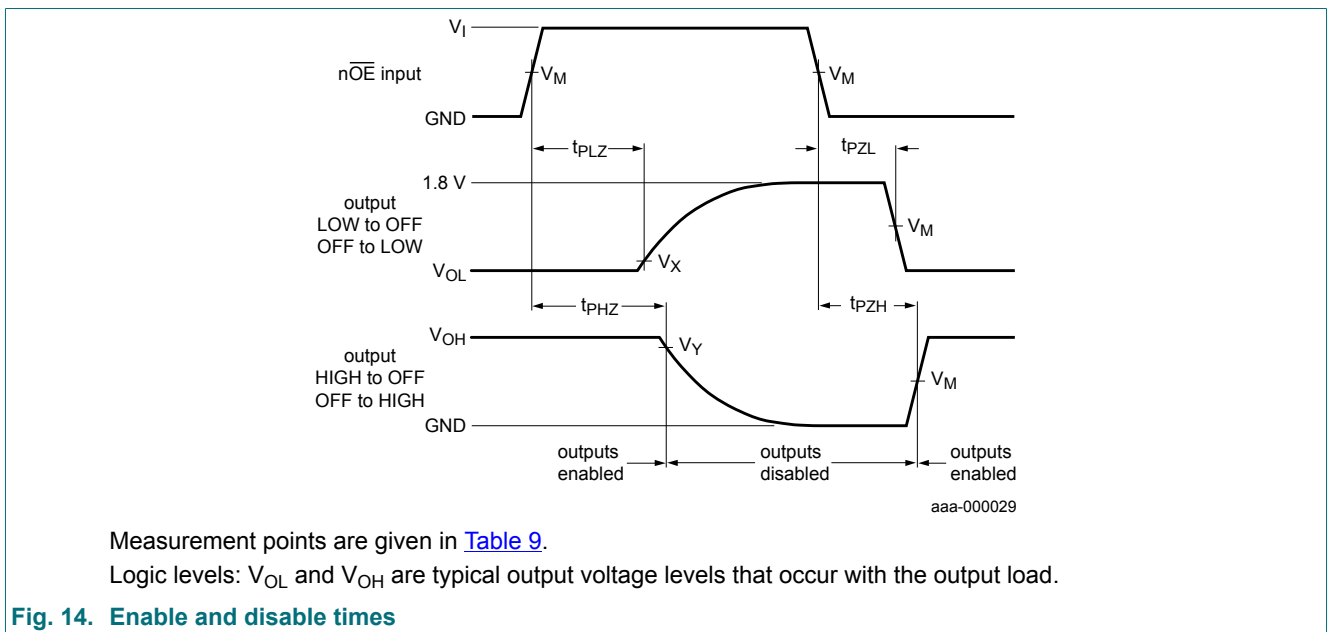 V_I
nO̅E̅ input
V_M
V_M
GND
t_PLZ
t_PZL
1.8 V
output
LOW to OFF
OFF to LOW
V_M
V_X
V_OL
t_PHZ
t_PZH
V_OH
V_Y
output
HIGH to OFF
OFF to HIGH
V_M
GND
outputs
enabled
outputs
disabled
outputs
enabled
aaa-000029
Measurement points are given in Table 9.
Logic levels: V_OL and V_OH are typical output voltage levels that occur with the output load.
Fig. 14. Enable and disable times